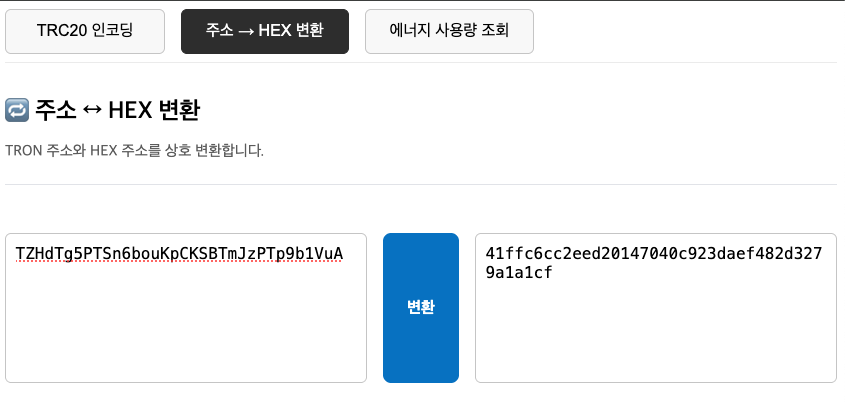 TRC20 인코딩
주소 → HEX 변환
에너지 사용량 조회
🔁 주소 ↔ HEX 변환
TRON 주소와 HEX 주소를 상호 변환합니다.
TZHdTg5PTSn6bouKpCKSBTmJzPTp9b1VuA
변환
41ffc6cc2eed20147040c923daef482d327
9a1a1cf